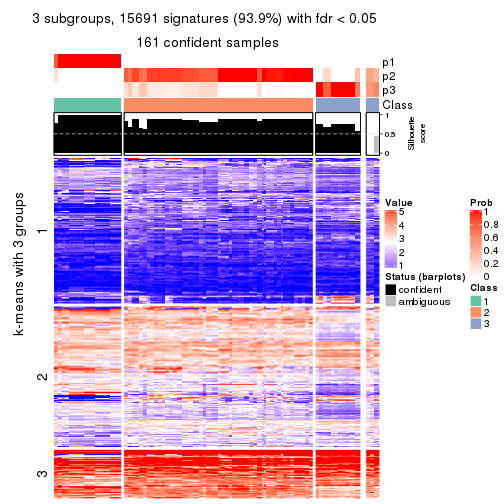 3 subgroups, 15691 signatures (93.9%) with fdr < 0.05
161 confident samples
p1
p2
p3
Class
1
0.5
0
Silhouette
score
k-means with 3 groups
1
2
3
Value
5
4
3
2
1
Status (barplots)
confident
ambiguous
Prob
1
0.8
0.6
0.4
0.2
0
Class
1
2
3